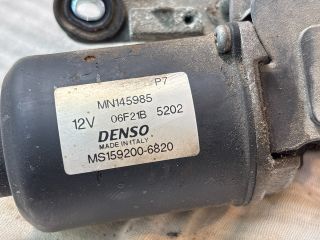 P7
MN145985
12V 06F21B 5202
DENSO
MADE IN ITALY
MS159200-6820